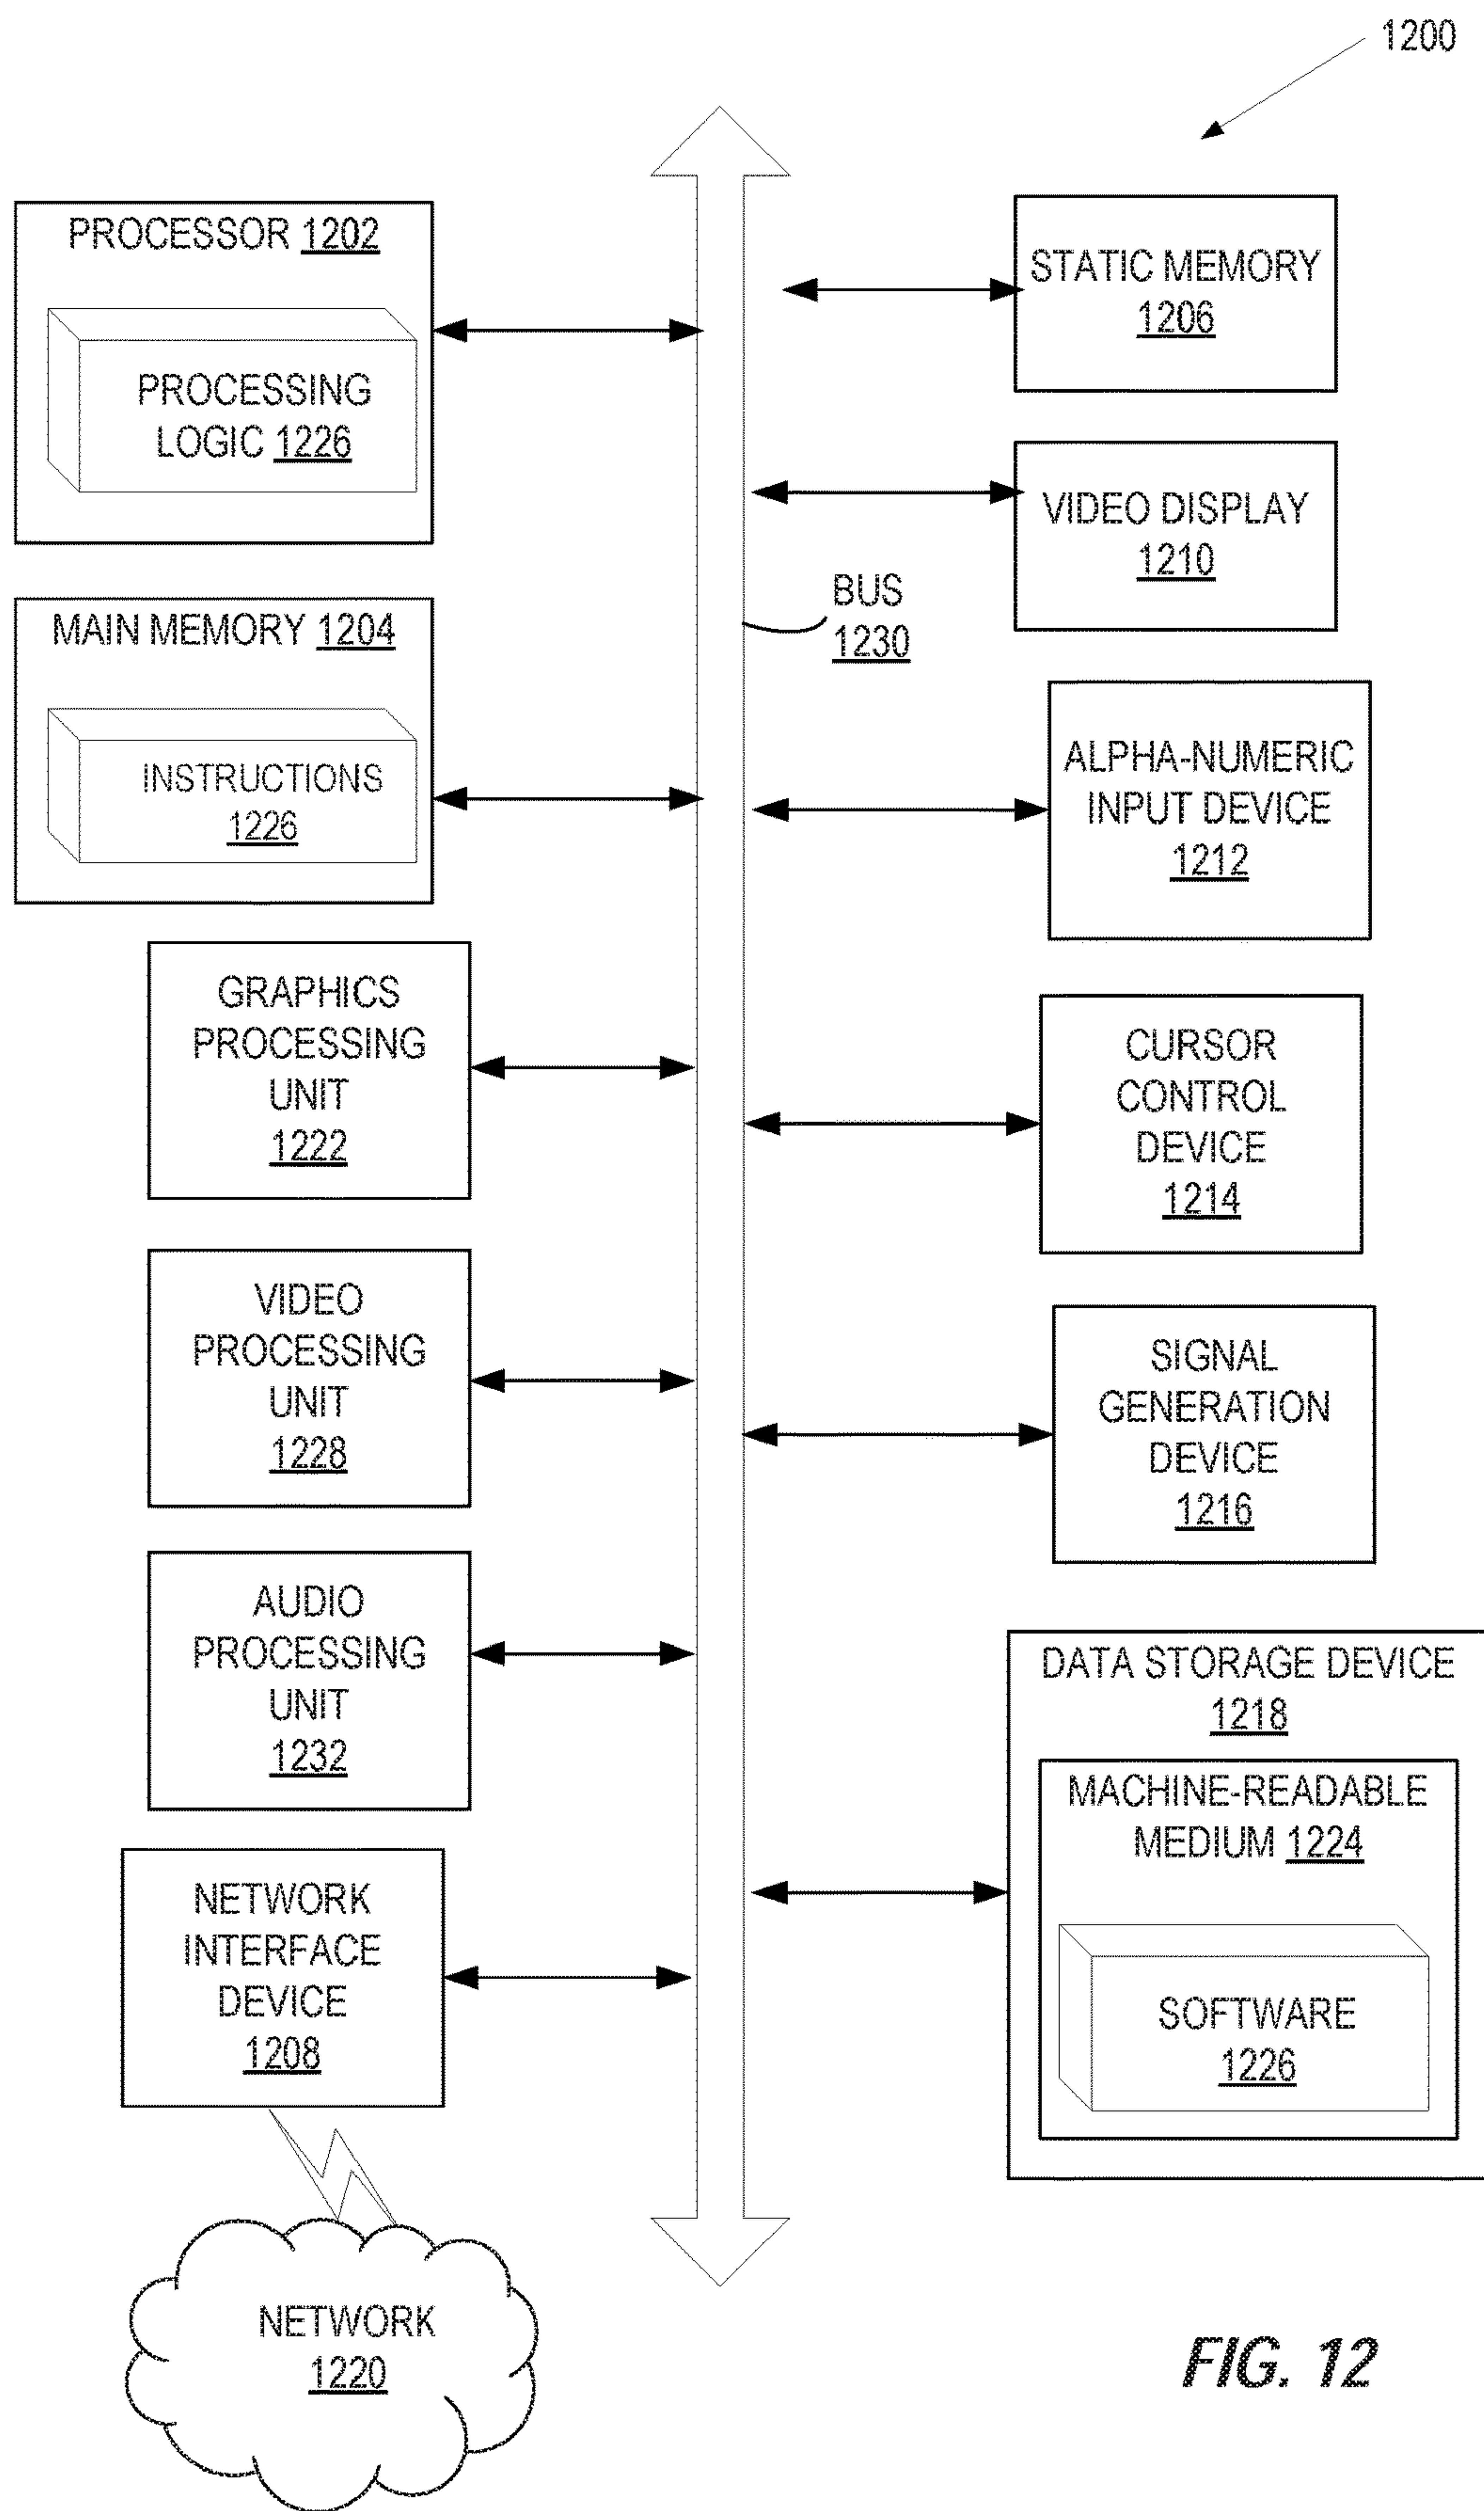 1200
PROCESSOR 1202
PROCESSING
LOGIC 1226
MAIN MEMORY 1204
INSTRUCTIONS
1226
GRAPHICS
PROCESSING
UNIT
1222
VIDEO
PROCESSING
UNIT
1228
AUDIO
PROCESSING
UNIT
1232
NETWORK
INTERFACE
DEVICE
1208
NETWORK
1220
BUS
1230
STATIC MEMORY
1206
VIDEO DISPLAY
1210
ALPHA-NUMERIC
INPUT DEVICE
1212
CURSOR
CONTROL
DEVICE
1214
SIGNAL
GENERATION
DEVICE
1216
DATA STORAGE DEVICE
1218
MACHINE-READABLE
MEDIUM 1224
SOFTWARE
1226
FIG. 12